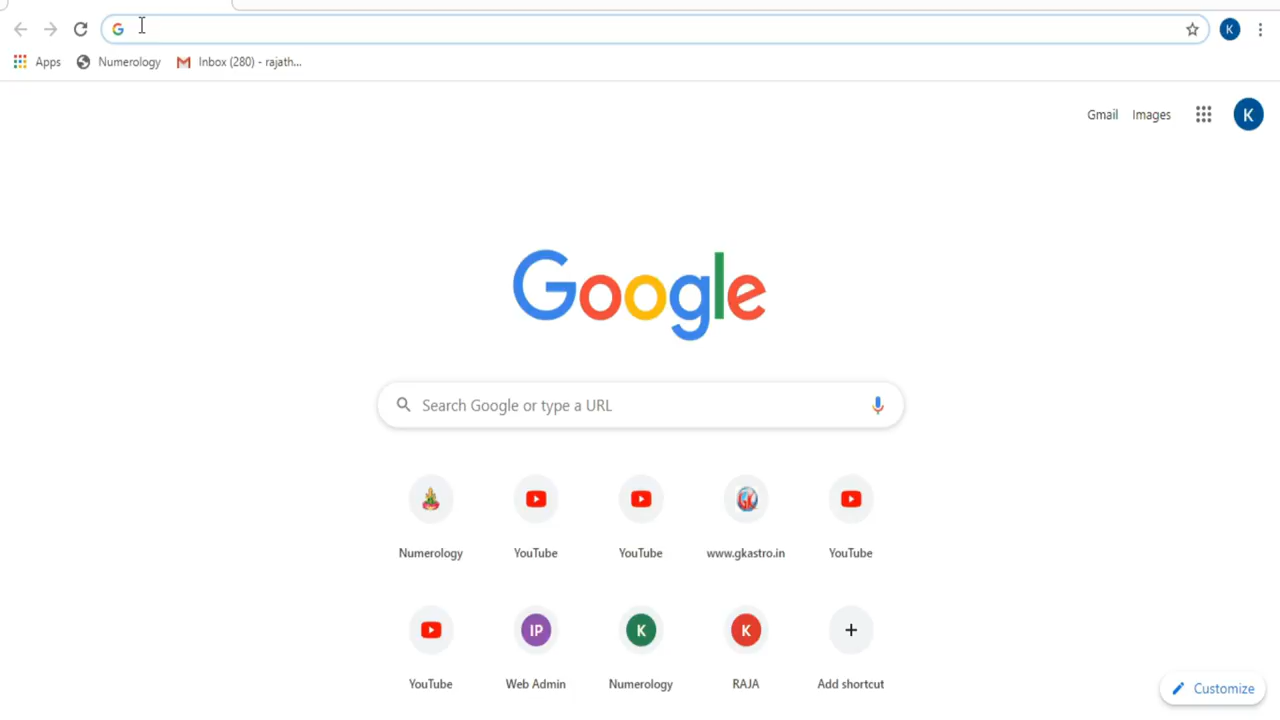 K
Apps Numerology Inbox (280) - rajath...
Gmail Images K
Google
Search Google or type a URL
Numerology YouTube YouTube www.gkastro.in YouTube
IP K K +
YouTube Web Admin Numerology RAJA Add shortcut
Customize